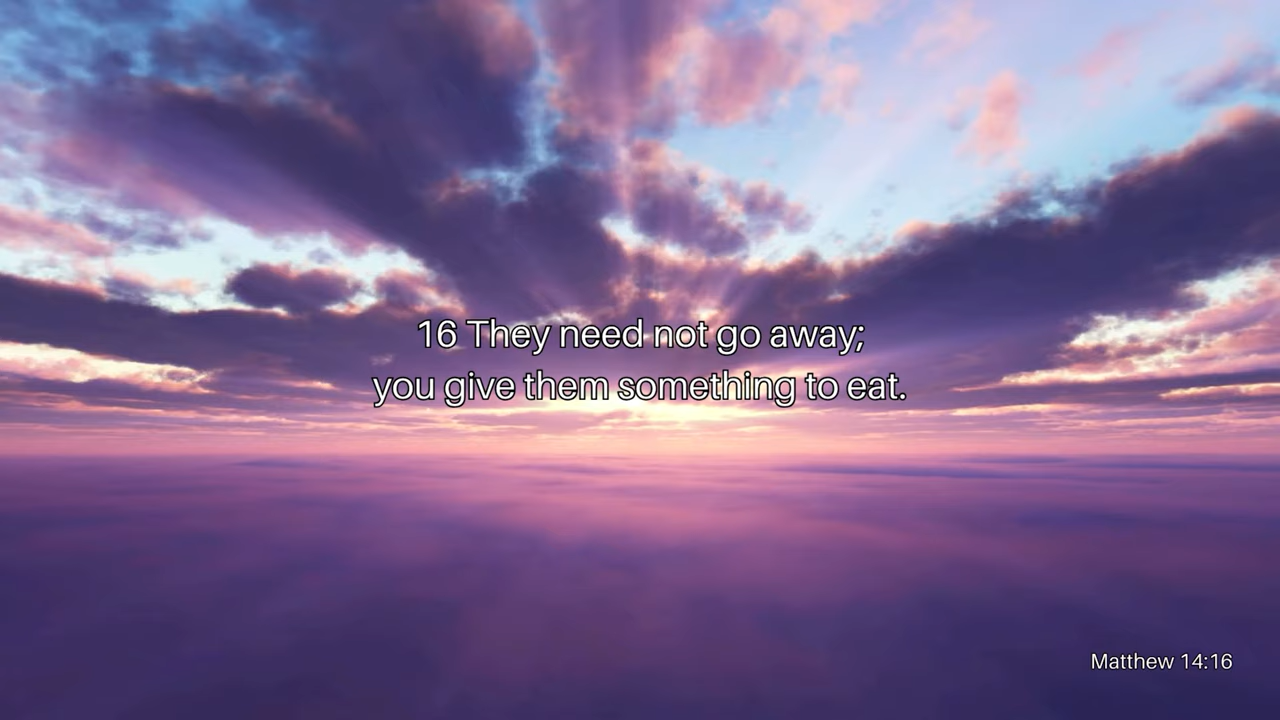 16 They need not go away;
you give them something to eat.
Matthew 14:16